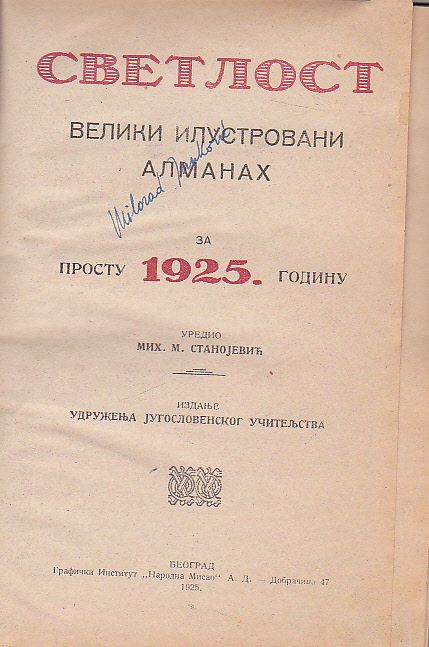 СВЕТЛОСТ
ВЕЛИКИ ИЛУСТРОВАНИ
АЛМАНАХ
Milorad Janković
ЗА
ПРОСТУ 1925. ГОДИНУ
УРЕДИО
МИХ. М. СТАНОЈЕВИЋ
ИЗДАЊЕ
УДРУЖЕЊА ЈУГОСЛОВЕНСКОГ УЧИТЕЉСТВА
БЕОГРАД
Графички Институт „Народна Мисао“ А. Д. — Добрачина 47
1925.